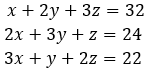 x + 2y + 3z = 32
2x + 3y + z = 24
3x + y + 2z = 22